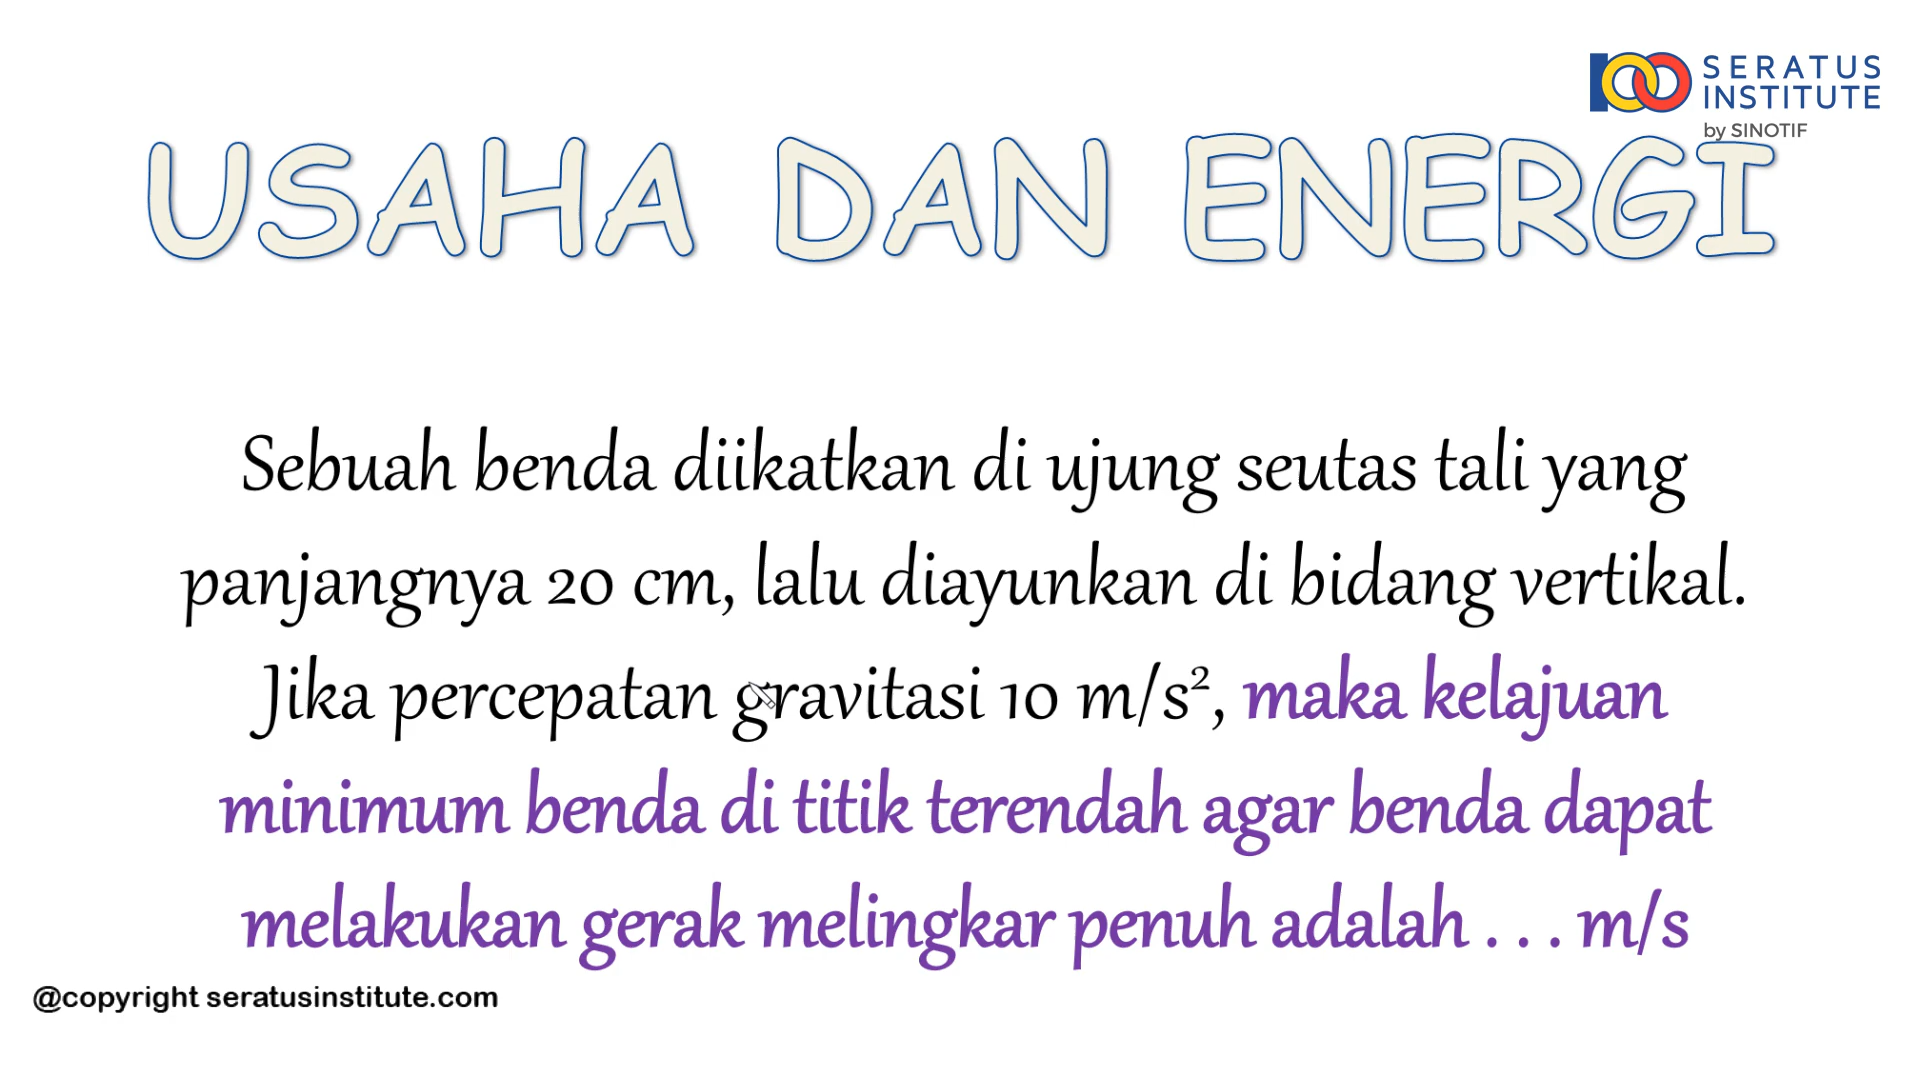 SERATUS
INSTITUTE
by SINOTIF
USAHA DAN ENERGI
Sebuah benda diikatkan di ujung seutas tali yang
panjangnya 20 cm, lalu diayunkan di bidang vertikal.
Jika percepatan gravitasi 10 m/s², maka kelajuan
minimum benda di titik terendah agar benda dapat
melakukan gerak melingkar penuh adalah . . . m/s
@copyright seratusinstitute.com